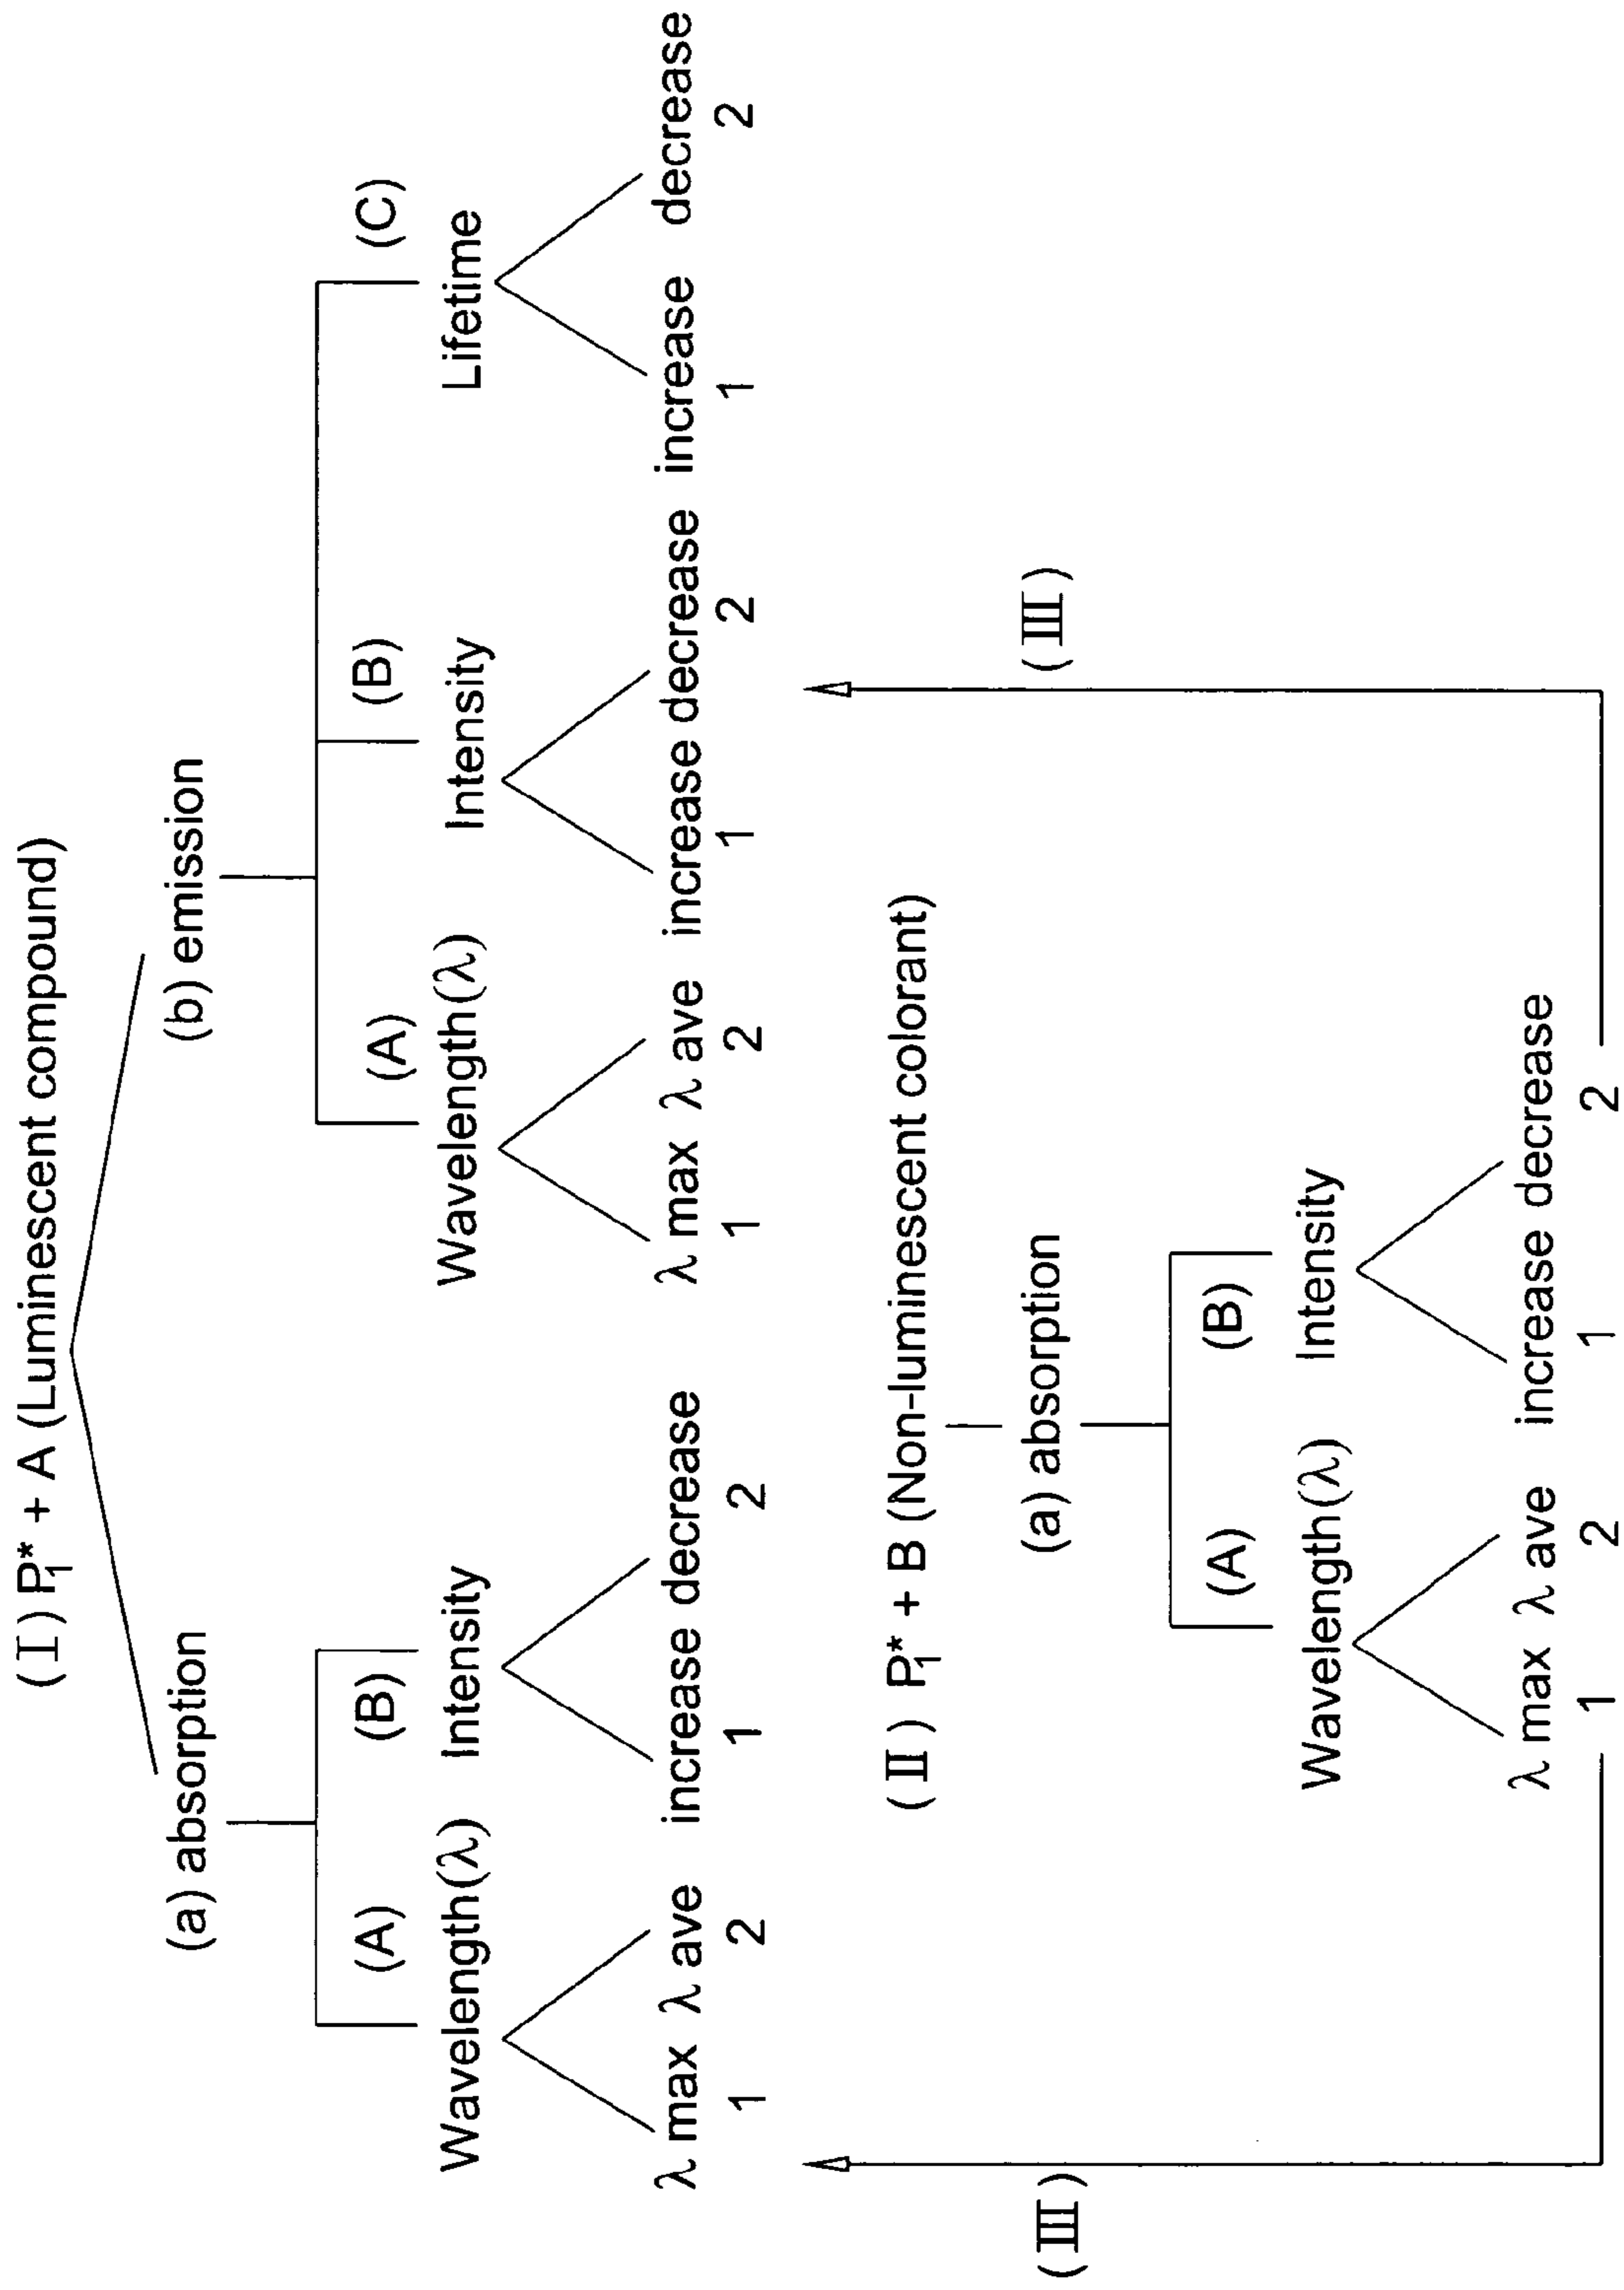 (I) P₁* + A (Luminescent compound)
(a) absorption (b) emission
(A) (B) (A) (B) (C)
Wavelength(λ) Intensity Wavelength(λ) Intensity Lifetime
λ max λ ave increase decrease λ max λ ave increase decrease increase decrease
1 2 1 2 1 2 1 2 1 2
(II) P₁* + B (Non-luminescent colorant)
(a) absorption
(III) (III)
(A) (B)
Wavelength(λ) Intensity
λ max λ ave increase decrease
1 2 1 2